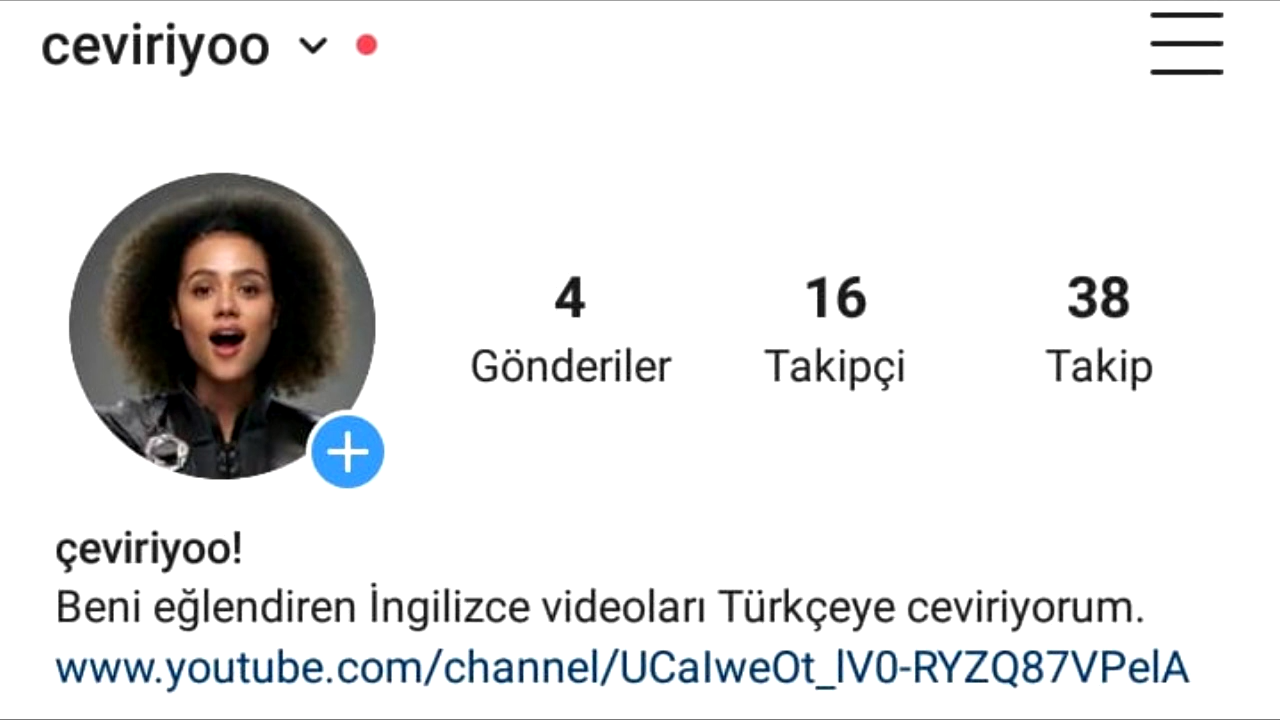 ceviriyoo
4 16 38
Gönderiler Takipçi Takip
çeviriyoo!
Beni eğlendiren İngilizce videoları Türkçeye ceviriyorum.
www.youtube.com/channel/UCaIweOt_lV0-RYZQ87VPelA